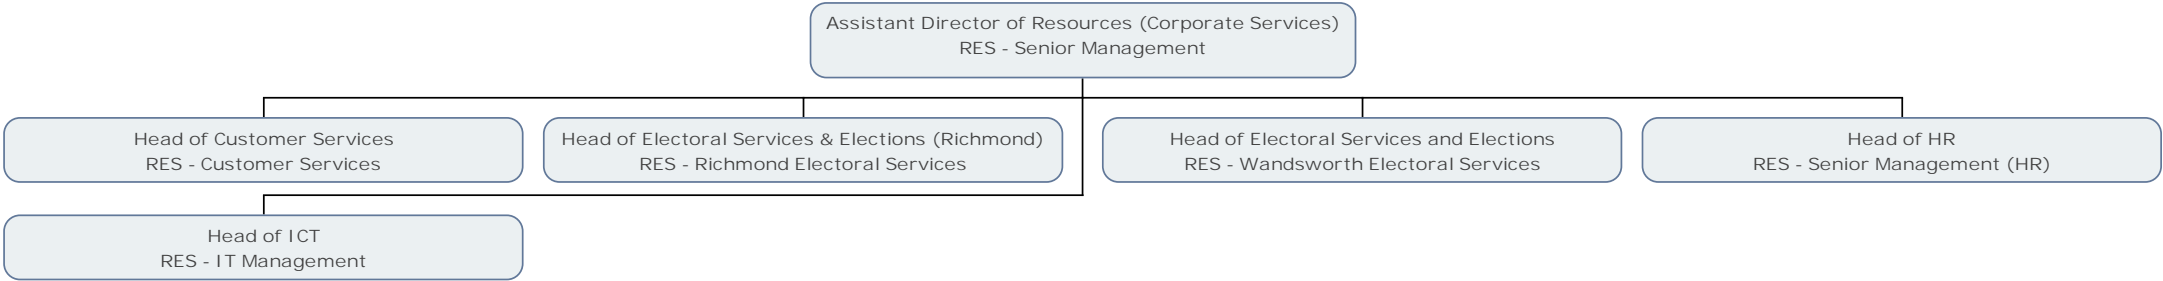 Assistant Director of Resources (Corporate Services)
RES - Senior Management
Head of Customer Services
RES - Customer Services
Head of Electoral Services & Elections (Richmond)
RES - Richmond Electoral Services
Head of Electoral Services and Elections
RES - Wandsworth Electoral Services
Head of HR
RES - Senior Management (HR)
Head of ICT
RES - IT Management